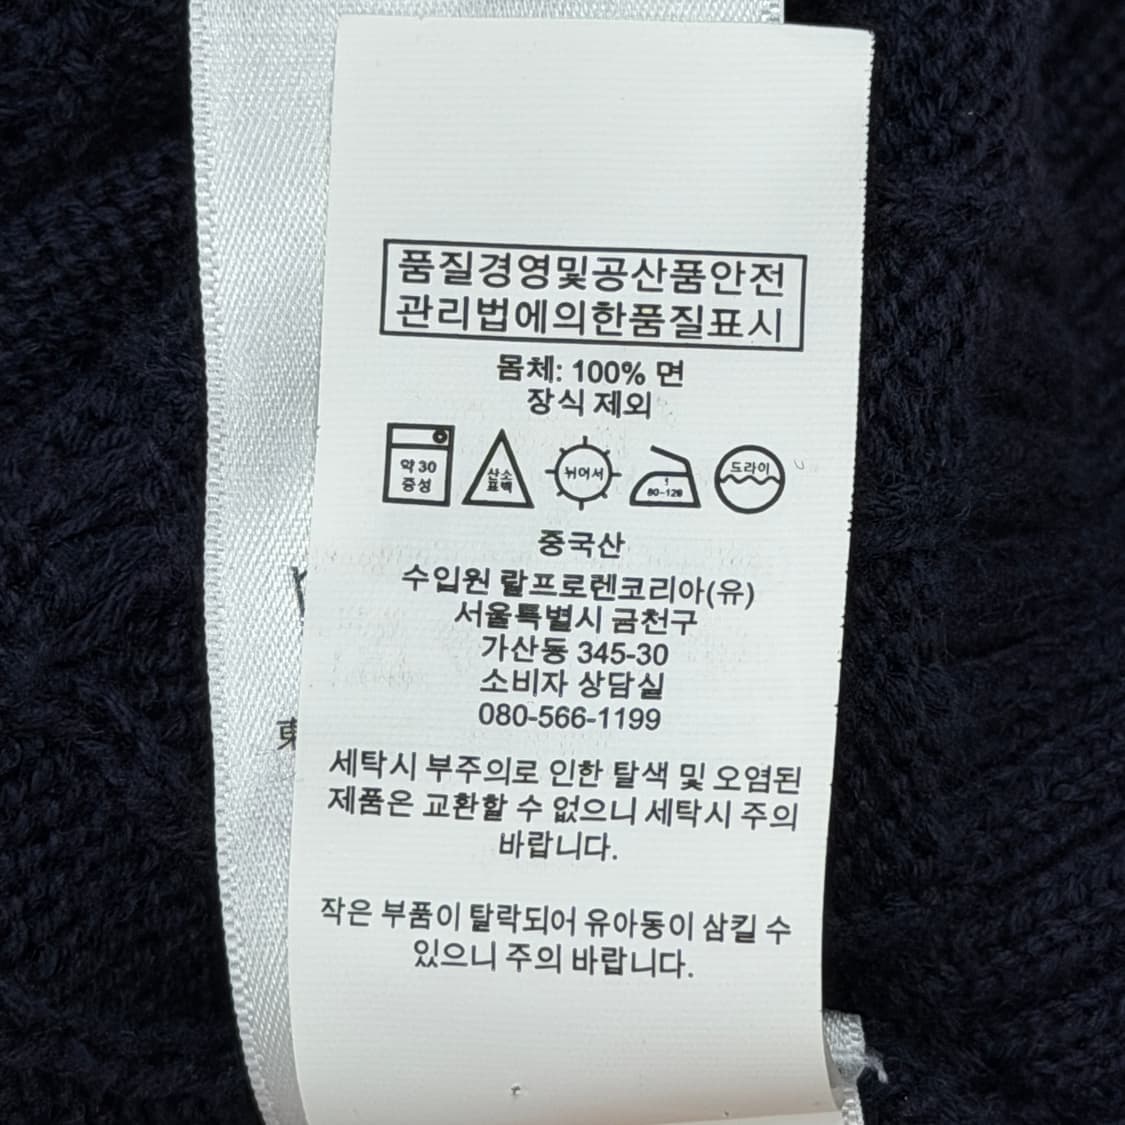 품질경영및공산품안전
관리법에의한품질표시
몸체: 100% 면
장식 제외
약 30
중성
산소
표백
뉘어서
1
80-120
드라이
중국산
수입원 랄프로렌코리아(유)
서울특별시 금천구
가산동 345-30
소비자 상담실
080-566-1199
세탁시 부주의로 인한 탈색 및 오염된
제품은 교환할 수 없으니 세탁시 주의
바랍니다.
작은 부품이 탈락되어 유아동이 삼킬 수
있으니 주의 바랍니다.